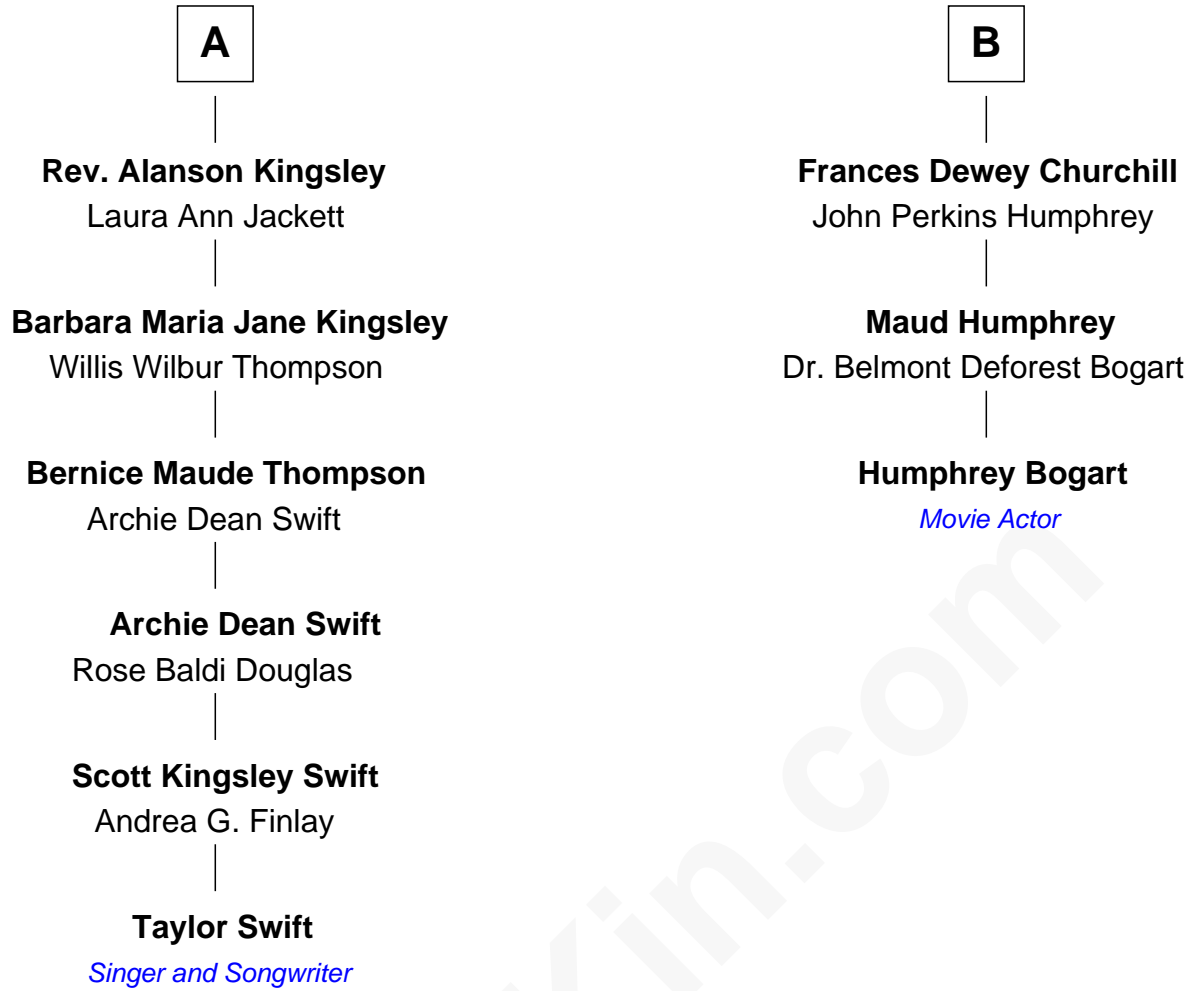 A
Rev. Alanson Kingsley
Laura Ann Jackett
Barbara Maria Jane Kingsley
Willis Wilbur Thompson
Bernice Maude Thompson
Archie Dean Swift
Archie Dean Swift
Rose Baldi Douglas
Scott Kingsley Swift
Andrea G. Finlay
Taylor Swift
Singer and Songwriter
B
Frances Dewey Churchill
John Perkins Humphrey
Maud Humphrey
Dr. Belmont Deforest Bogart
Humphrey Bogart
Movie Actor
kin.com